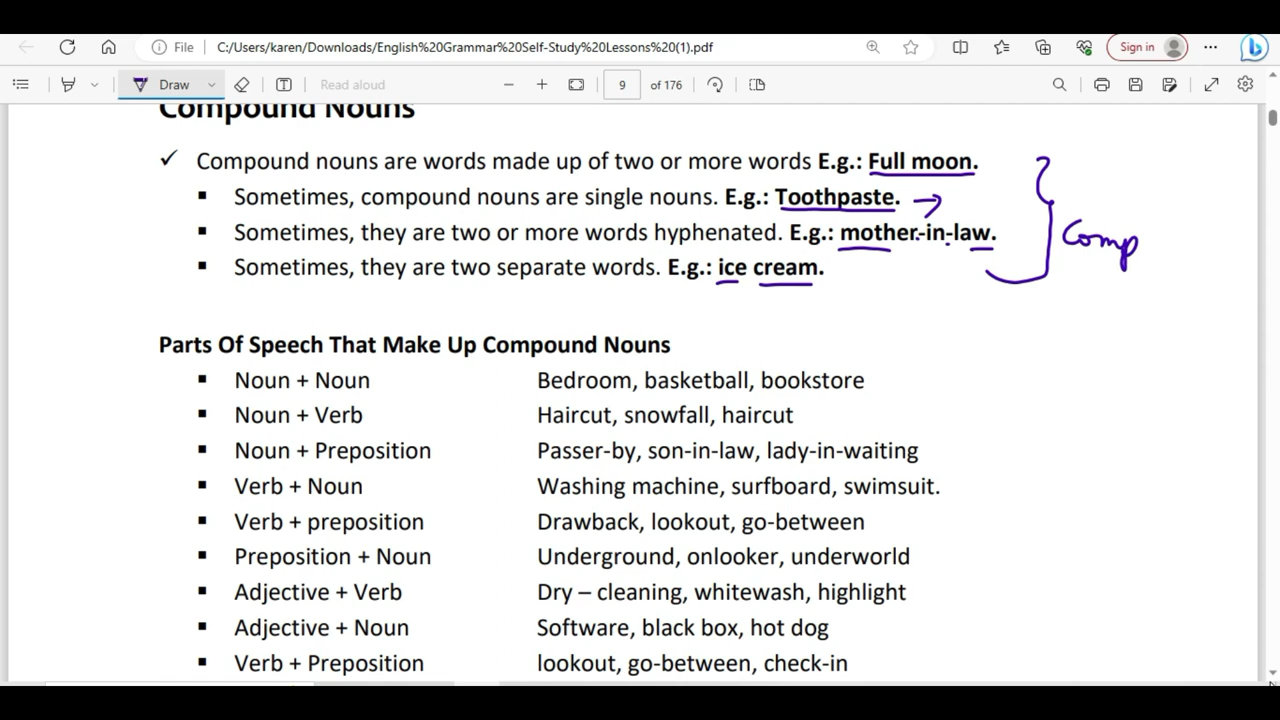 File C:/Users/karen/Downloads/English%20Grammar%20Self-Study%20Lessons%20(1).pdf Sign in
Draw Read aloud 9 of 176
Compound Nouns
Compound nouns are words made up of two or more words E.g.: Full moon.
Sometimes, compound nouns are single nouns. E.g.: Toothpaste.
Sometimes, they are two or more words hyphenated. E.g.: mother-in-law.
Comp
Sometimes, they are two separate words. E.g.: ice cream.
Parts Of Speech That Make Up Compound Nouns
Noun + Noun Bedroom, basketball, bookstore
Noun + Verb Haircut, snowfall, haircut
Noun + Preposition Passer-by, son-in-law, lady-in-waiting
Verb + Noun Washing machine, surfboard, swimsuit.
Verb + preposition Drawback, lookout, go-between
Preposition + Noun Underground, onlooker, underworld
Adjective + Verb Dry – cleaning, whitewash, highlight
Adjective + Noun Software, black box, hot dog
Verb + Preposition lookout, go-between, check-in